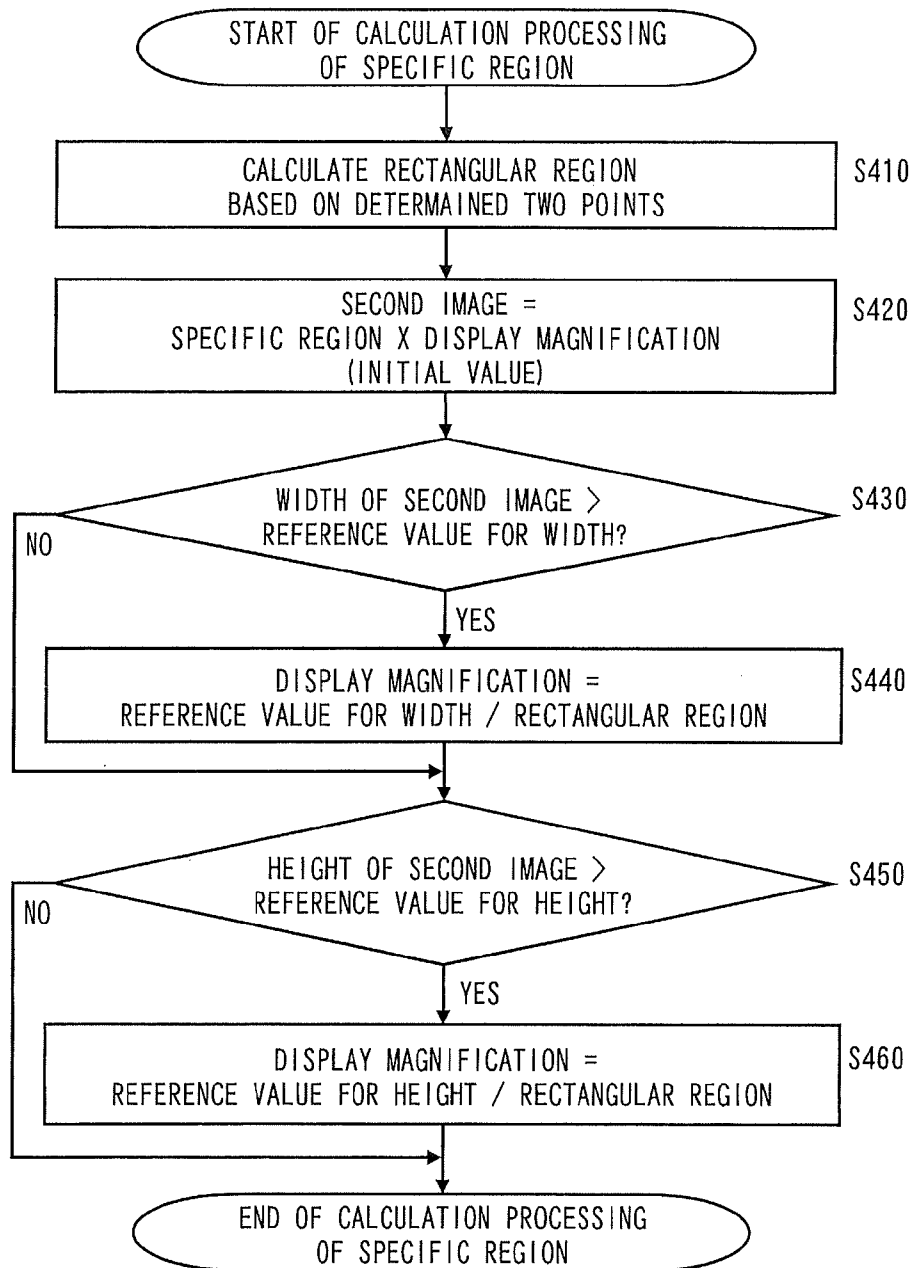 START OF CALCULATION PROCESSING
OF SPECIFIC REGION
CALCULATE RECTANGULAR REGION
BASED ON DETERMAINED TWO POINTS
S410
SECOND IMAGE =
SPECIFIC REGION X DISPLAY MAGNIFICATION
(INITIAL VALUE)
S420
WIDTH OF SECOND IMAGE >
REFERENCE VALUE FOR WIDTH?
S430
NO
YES
DISPLAY MAGNIFICATION =
REFERENCE VALUE FOR WIDTH / RECTANGULAR REGION
S440
HEIGHT OF SECOND IMAGE >
REFERENCE VALUE FOR HEIGHT?
S450
NO
YES
DISPLAY MAGNIFICATION =
REFERENCE VALUE FOR HEIGHT / RECTANGULAR REGION
S460
END OF CALCULATION PROCESSING
OF SPECIFIC REGION